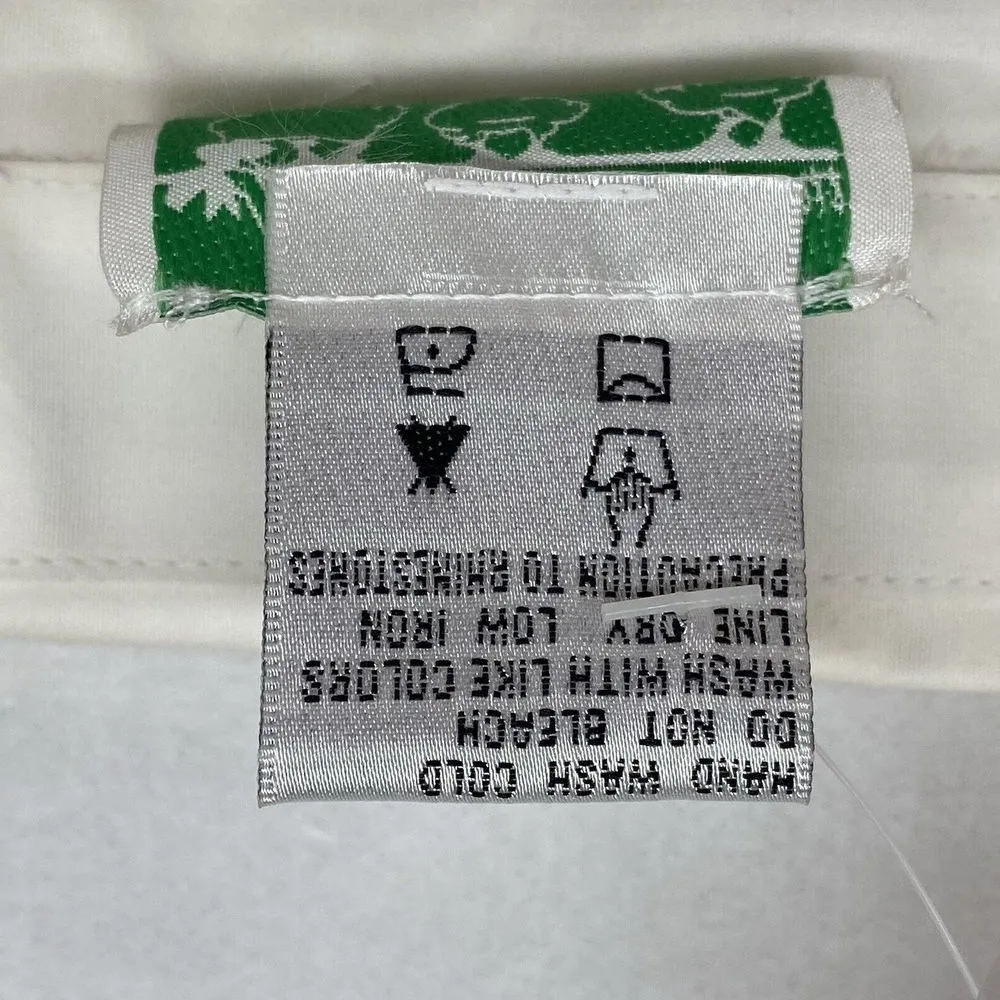 HAND WASH COLD
DO NOT BLEACH
WASH WITH LIKE COLORS
LINE DRY LOW IRON
PRECAUTION TO RHINESTONES